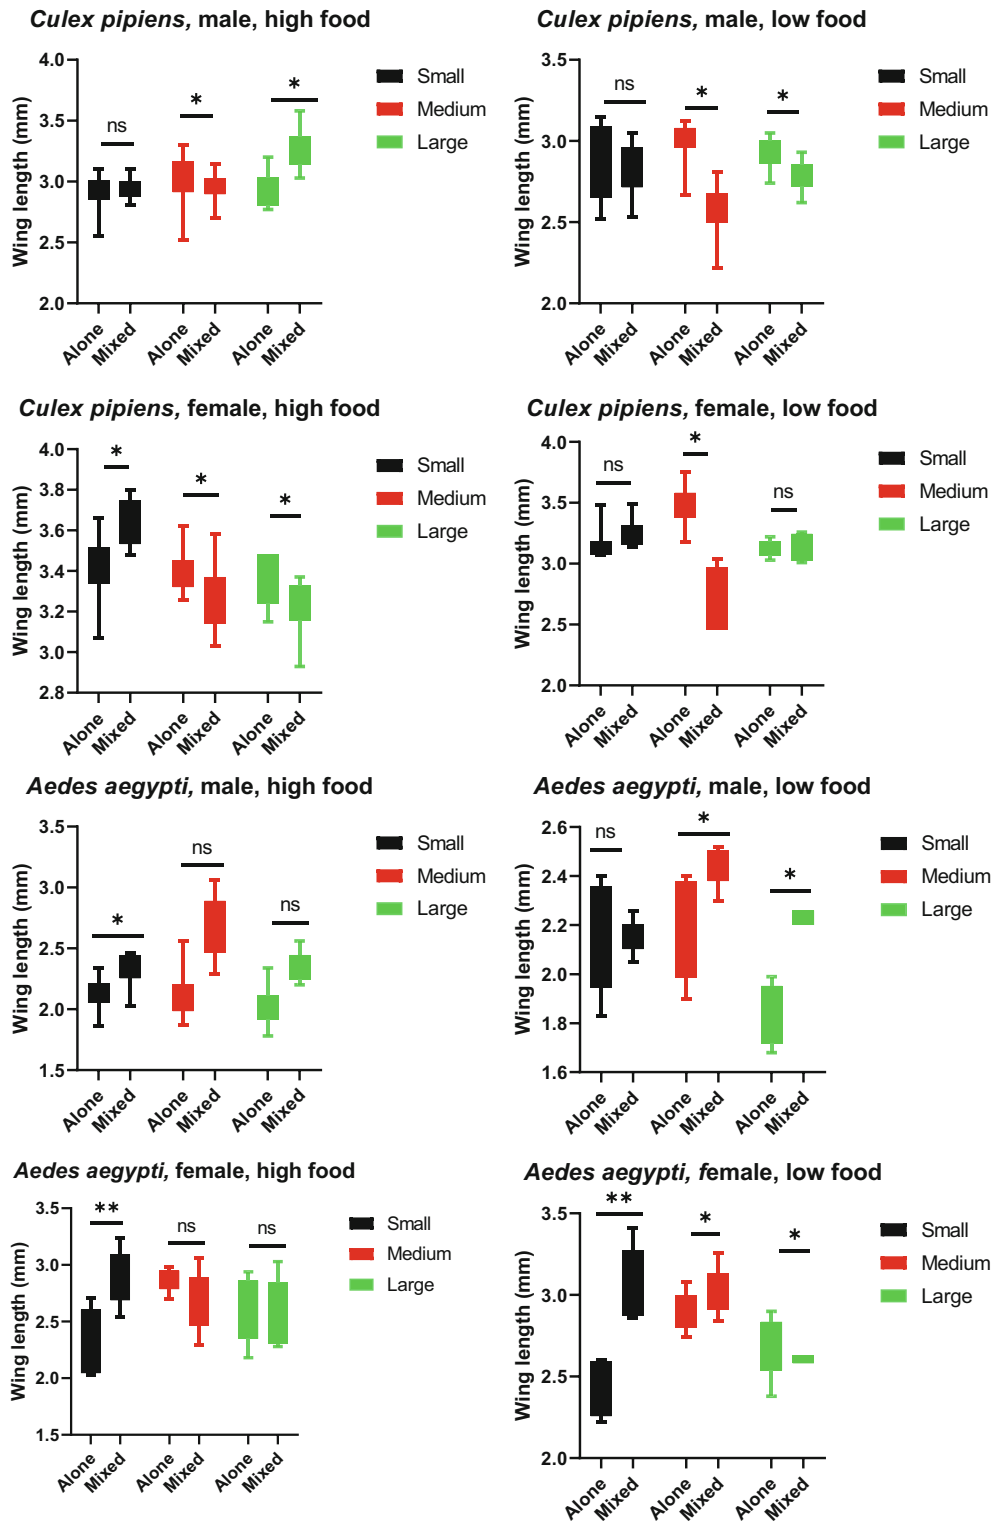 Culex pipiens, male, high food
4.0
3.5
3.0
2.5
2.0
Wing length (mm)
ns
*
*
Alone
Mixed
Alone
Mixed
Alone
Mixed
Small
Medium
Large
Culex pipiens, male, low food
3.5
3.0
2.5
2.0
Wing length (mm)
ns
*
*
Alone
Mixed
Alone
Mixed
Alone
Mixed
Small
Medium
Large
Culex pipiens, female, high food
4.0
3.8
3.6
3.4
3.2
3.0
2.8
Wing length (mm)
*
*
*
Alone
Mixed
Alone
Mixed
Alone
Mixed
Small
Medium
Large
Culex pipiens, female, low food
4.0
3.5
3.0
2.5
2.0
Wing length (mm)
ns
*
ns
Alone
Mixed
Alone
Mixed
Alone
Mixed
Small
Medium
Large
Aedes aegypti, male, high food
3.5
3.0
2.5
2.0
1.5
Wing length (mm)
*
ns
ns
Alone
Mixed
Alone
Mixed
Alone
Mixed
Small
Medium
Large
Aedes aegypti, male, low food
2.6
2.4
2.2
2.0
1.8
1.6
Wing length (mm)
ns
*
*
Alone
Mixed
Alone
Mixed
Alone
Mixed
Small
Medium
Large
Aedes aegypti, female, high food
3.5
3.0
2.5
2.0
1.5
Wing length (mm)
**
ns
ns
Alone
Mixed
Alone
Mixed
Alone
Mixed
Small
Medium
Large
Aedes aegypti, female, low food
3.5
3.0
2.5
2.0
Wing length (mm)
**
*
*
Alone
Mixed
Alone
Mixed
Alone
Mixed
Small
Medium
Large